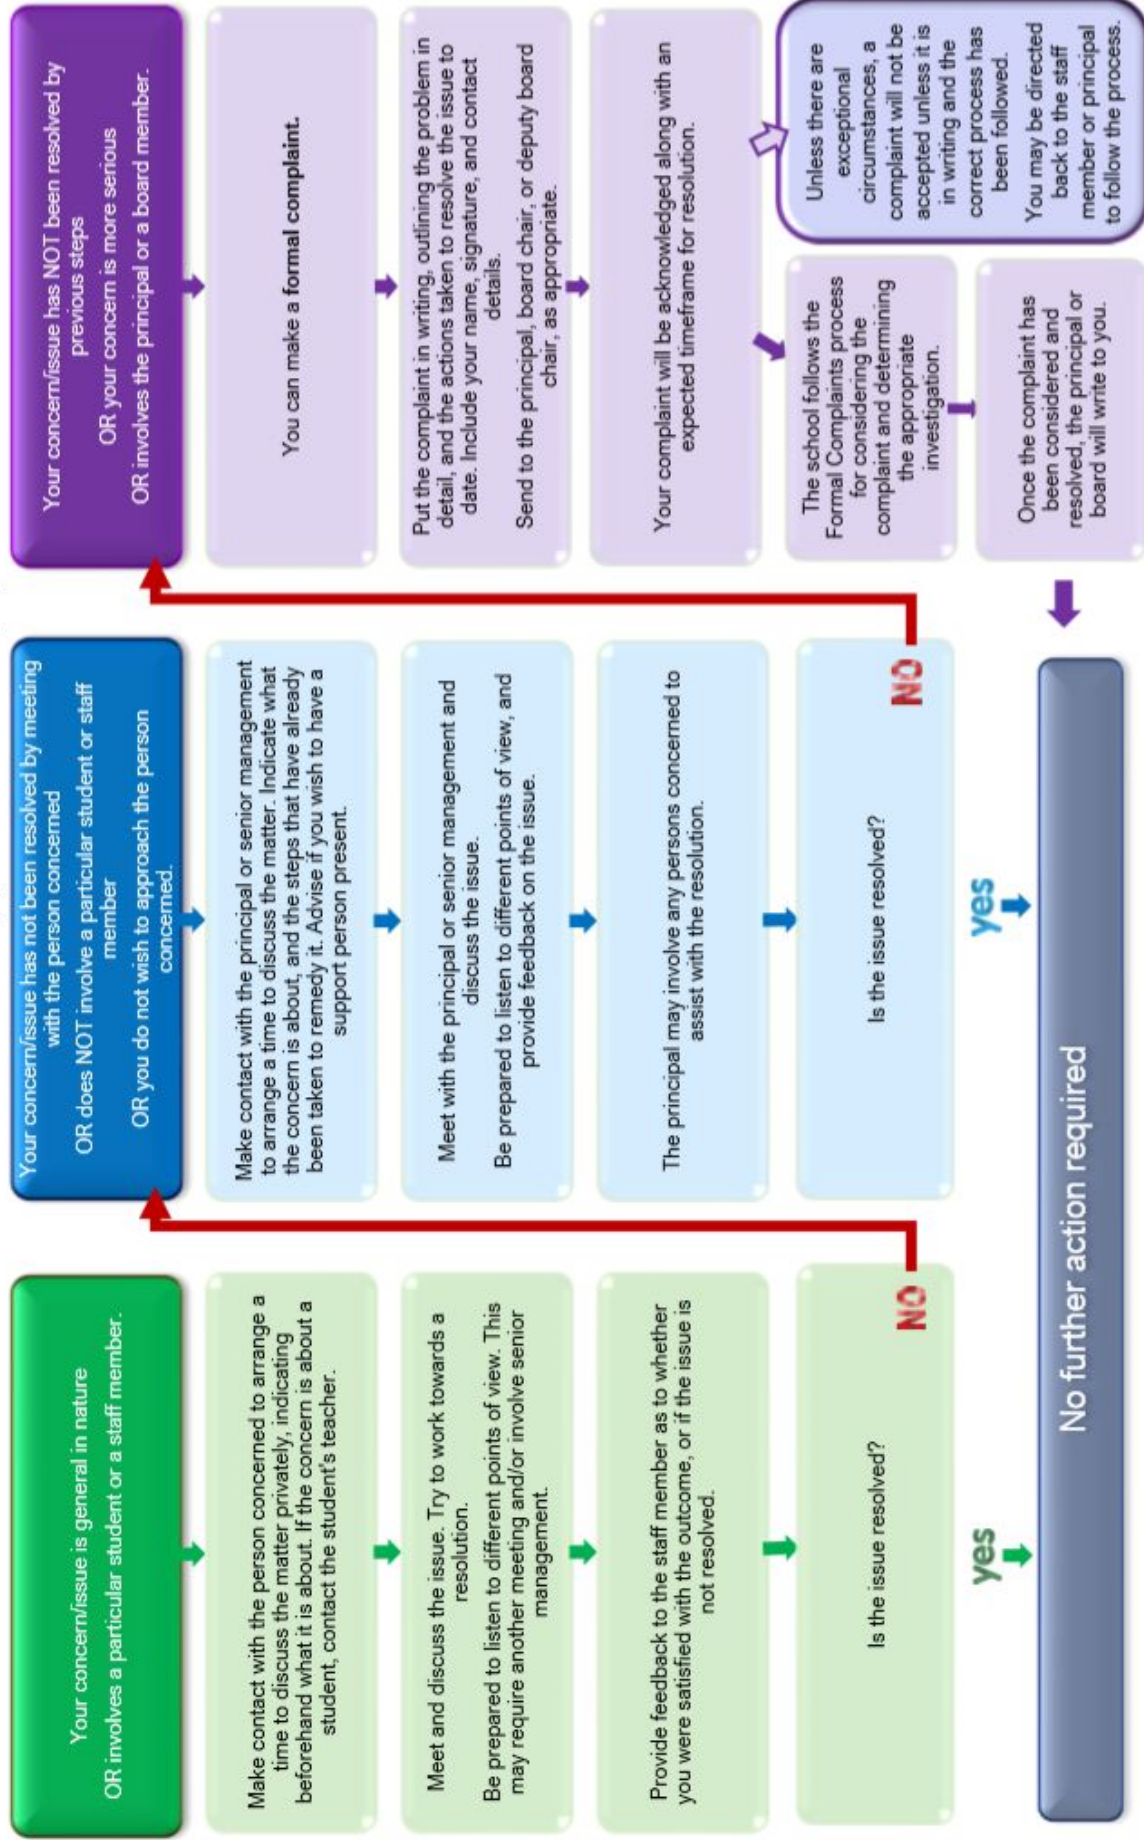 Your concern/issue is general in nature
OR involves a particular student or a staff member.
Make contact with the person concerned to arrange a
time to discuss the matter privately, indicating
beforehand what it is about. If the concern is about a
student, contact the student's teacher.
Meet and discuss the issue. Try to work towards a
resolution.
Be prepared to listen to different points of view. This
may require another meeting and/or involve senior
management.
Provide feedback to the staff member as to whether
you were satisfied with the outcome, or if the issue is
not resolved.
Is the issue resolved?
NO
yes
Your concern/issue has not been resolved by meeting
with the person concerned
OR does NOT involve a particular student or staff
member
OR you do not wish to approach the person
concerned.
Make contact with the principal or senior management
to arrange a time to discuss the matter. Indicate what
the concern is about, and the steps that have already
been taken to remedy it. Advise if you wish to have a
support person present.
Meet with the principal or senior management and
discuss the issue.
Be prepared to listen to different points of view, and
provide feedback on the issue.
The principal may involve any persons concerned to
assist with the resolution.
Is the issue resolved?
NO
yes
Your concern/issue has NOT been resolved by
previous steps
OR your concern is more serious
OR involves the principal or a board member.
You can make a formal complaint.
Put the complaint in writing, outlining the problem in
detail, and the actions taken to resolve the issue to
date. Include your name, signature, and contact
details.
Send to the principal, board chair, or deputy board
chair, as appropriate.
Your complaint will be acknowledged along with an
expected timeframe for resolution.
The school follows the
Formal Complaints process
for considering the
complaint and determining
the appropriate
investigation.
Once the complaint has
been considered and
resolved, the principal or
board will write to you.
Unless there are
exceptional
circumstances, a
complaint will not be
accepted unless it is
in writing and the
correct process has
been followed.
You may be directed
back to the staff
member or principal
to follow the process.
No further action required